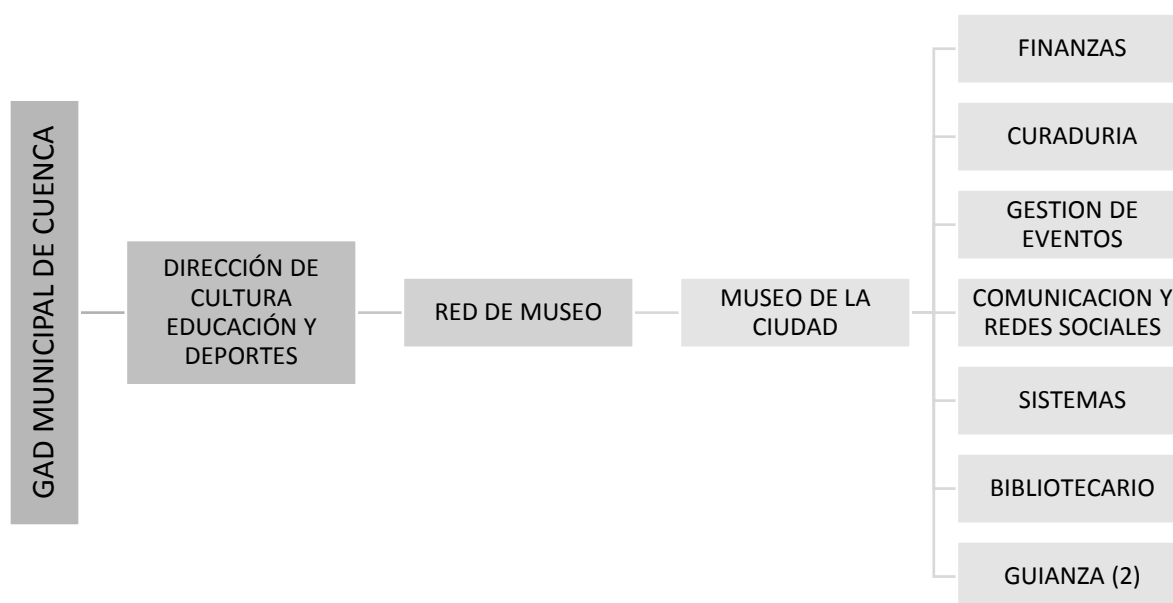 GAD MUNICIPAL DE CUENCA
DIRECCIÓN DE
CULTURA
EDUCACIÓN Y
DEPORTES
RED DE MUSEO
MUSEO DE LA
CIUDAD
FINANZAS
CURADURIA
GESTION DE
EVENTOS
COMUNICACION Y
REDES SOCIALES
SISTEMAS
BIBLIOTECARIO
GUIANZA (2)